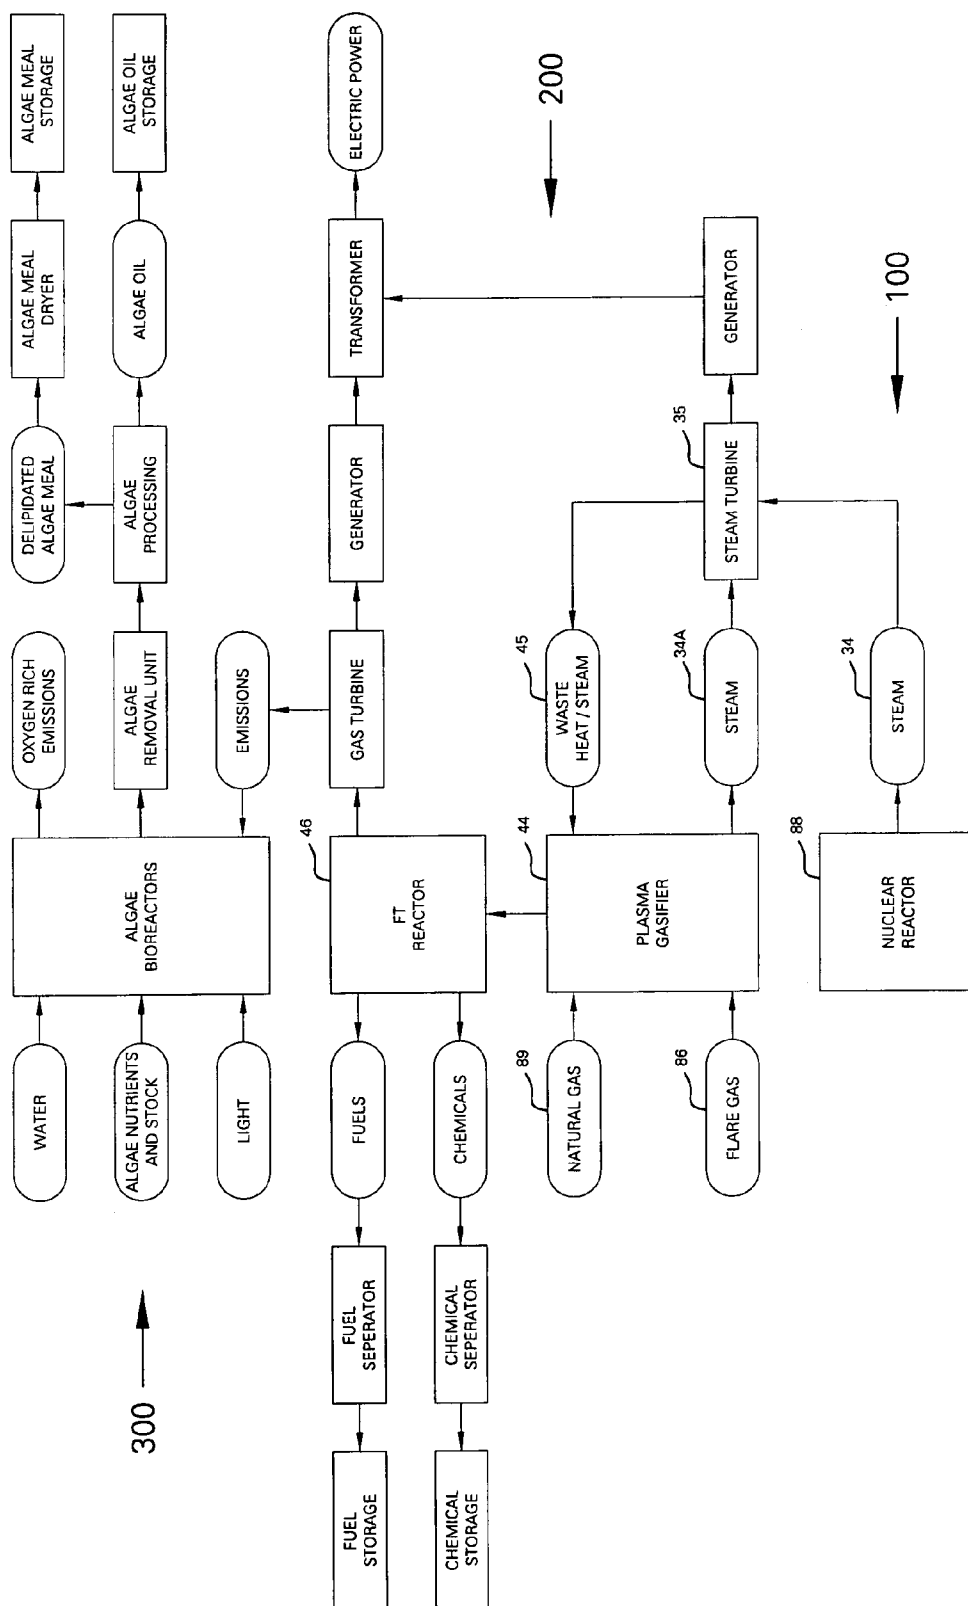 300
WATER
ALGAE NUTRIENTS
AND STOCK
LIGHT
ALGAE
BIOREACTORS
OXYGEN RICH
EMISSIONS
ALGAE
REMOVAL UNIT
EMISSIONS
DELIPIDATED
ALGAE MEAL
ALGAE
PROCESSING
ALGAE MEAL
DRYER
ALGAE OIL
ALGAE MEAL
STORAGE
ALGAE OIL
STORAGE
FUEL
STORAGE
FUEL
SEPERATOR
FUELS
CHEMICAL
STORAGE
CHEMICAL
SEPERATOR
CHEMICALS
46
FT
REACTOR
GAS TURBINE
GENERATOR
TRANSFORMER
ELECTRIC POWER
200
89
NATURAL GAS
86
FLARE GAS
44
PLASMA
GASIFIER
45
WASTE
HEAT / STEAM
34A
STEAM
35
STEAM TURBINE
GENERATOR
88
NUCLEAR
REACTOR
34
STEAM
100